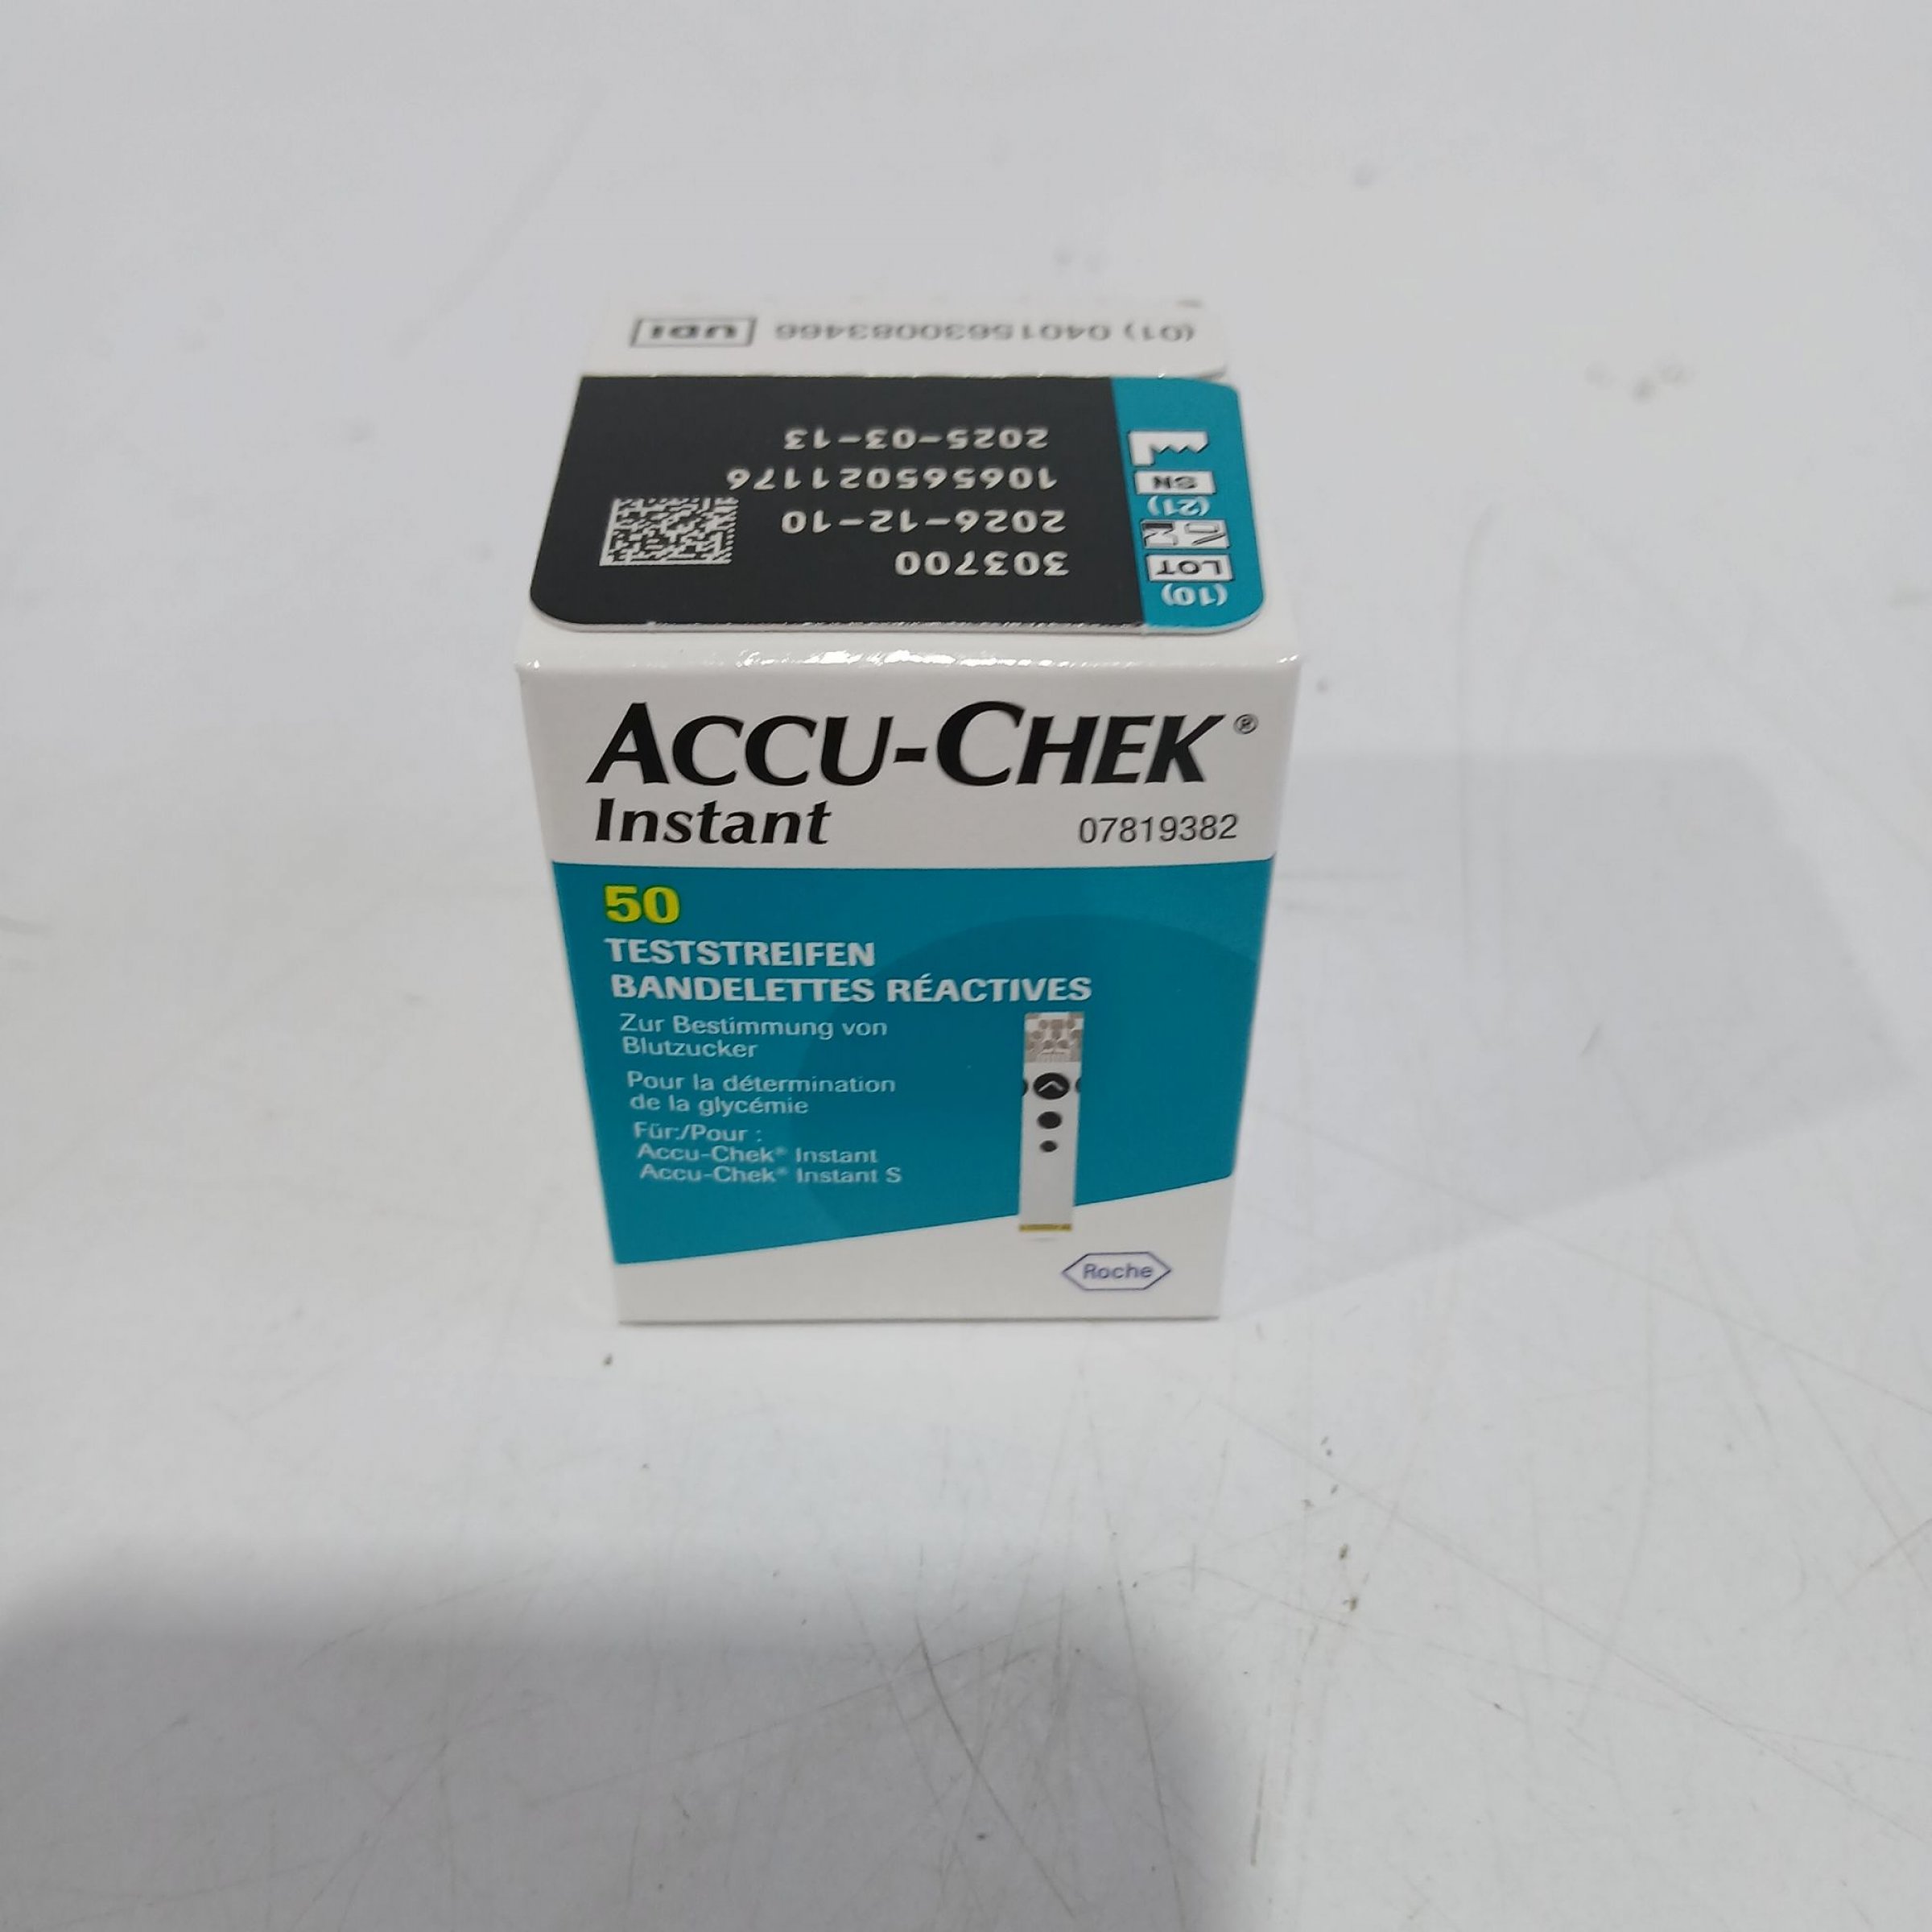 (01) 04015630083466 UDI
(10) LOT 303700
2026-12-10
(21) SN 106565021176
2025-03-13
ACCU-CHEK®
Instant
07819382
50
TESTSTREIFEN
BANDELETTES RÉACTIVES
Zur Bestimmung von
Blutzucker
Pour la détermination
de la glycémie
Für:/Pour :
Accu-Chek® Instant
Accu-Chek® Instant S
Roche